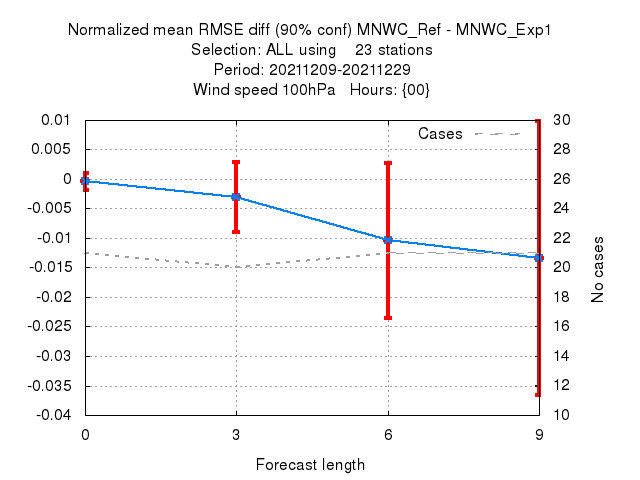 Normalized mean RMSE diff (90% conf) MNWC_Ref - MNWC_Exp1
Selection: ALL using 23 stations
Period: 20211209-20211229
Wind speed 100hPa Hours: {00}
Cases
0.01
0.005
0
-0.005
-0.01
-0.015
-0.02
-0.025
-0.03
-0.035
-0.04
30
28
26
24
22
20
18
16
14
12
10
No cases
0 3 6 9
Forecast length